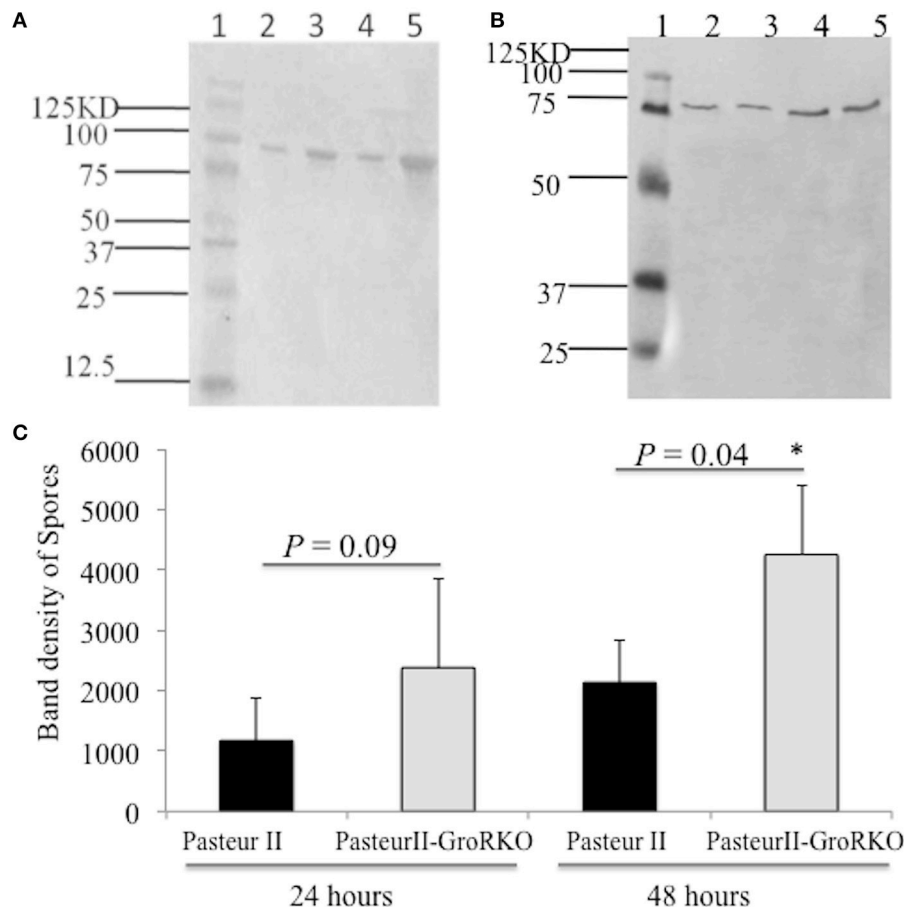 A
1 2 3 4 5
125KD
100
75
50
37
25
12.5
B
1 2 3 4 5
125KD
100
75
50
37
25
C
Band density of Spores
6000
5000
4000
3000
2000
1000
0
P = 0.09
P = 0.04 *
Pasteur II PasteurII-GroRKO Pasteur II PasteurII-GroRKO
24 hours 48 hours